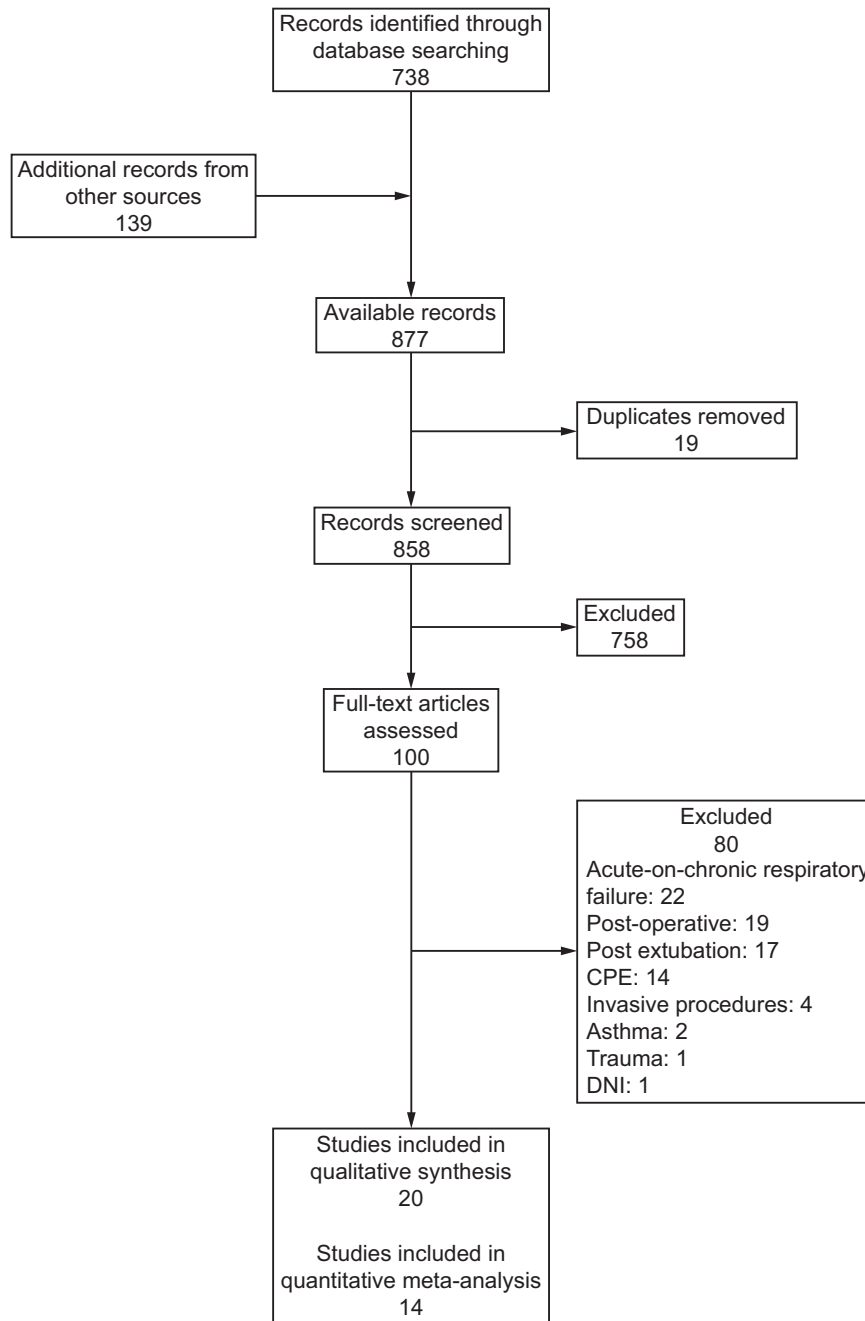 Records identified through
database searching
738
Additional records from
other sources
139
Available records
877
Duplicates removed
19
Records screened
858
Excluded
758
Full-text articles
assessed
100
Excluded
80
Acute-on-chronic respiratory
failure: 22
Post-operative: 19
Post extubation: 17
CPE: 14
Invasive procedures: 4
Asthma: 2
Trauma: 1
DNI: 1
Studies included in
qualitative synthesis
20
Studies included in
quantitative meta-analysis
14